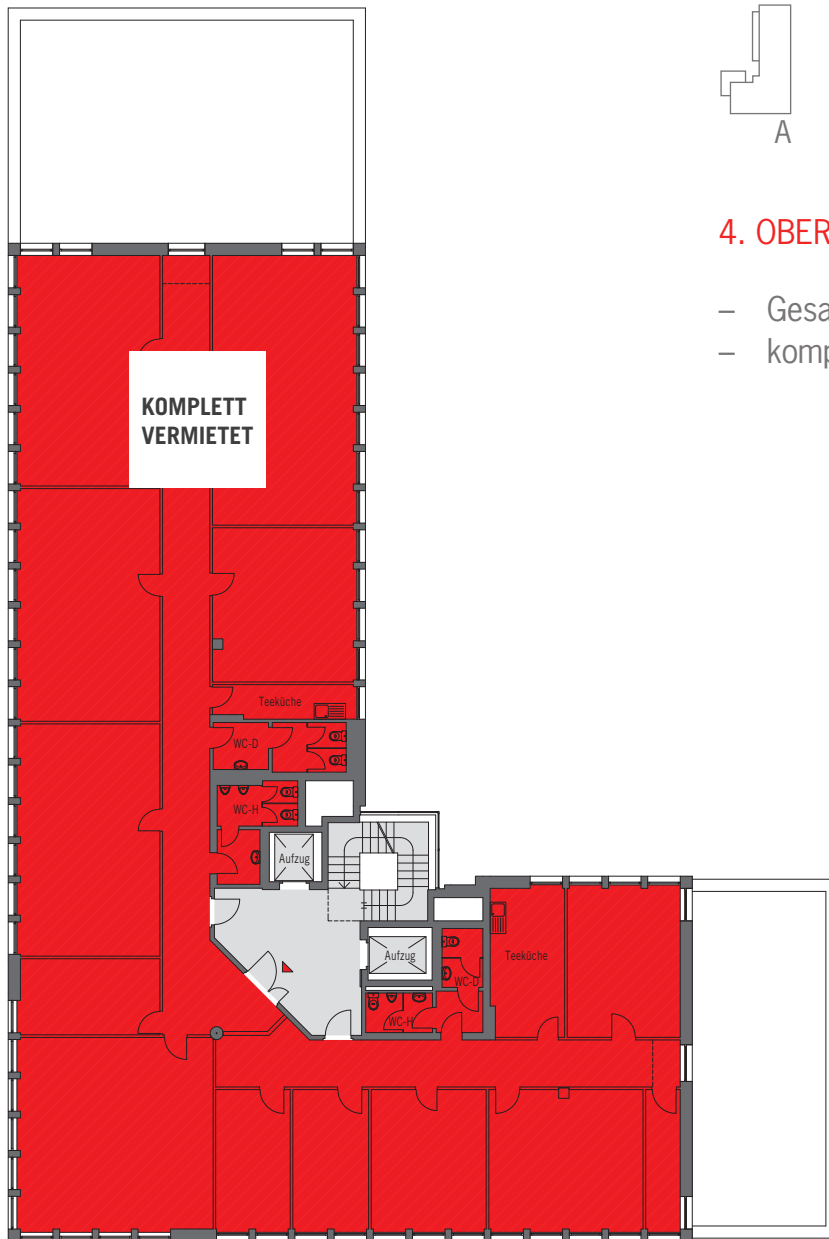 A
4. OBER
– Gesa
– komp
KOMPLETT
VERMIETET
Teeküche
WC-D
WC-H
Aufzug
Aufzug
Teeküche
WC-D
WC-H